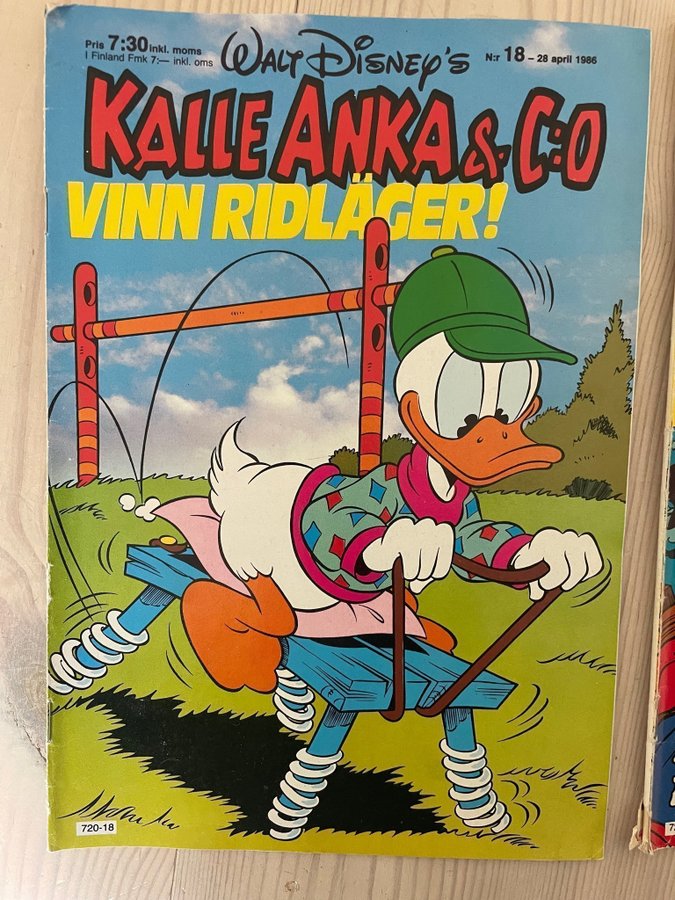 Pris 7:30 inkl. moms
I Finland Fmk 7:— inkl. oms
WALT DISNEY'S
N:r 18 – 28 april 1986
KALLE ANKA & C:O
VINN RIDLÄGER!
720-18